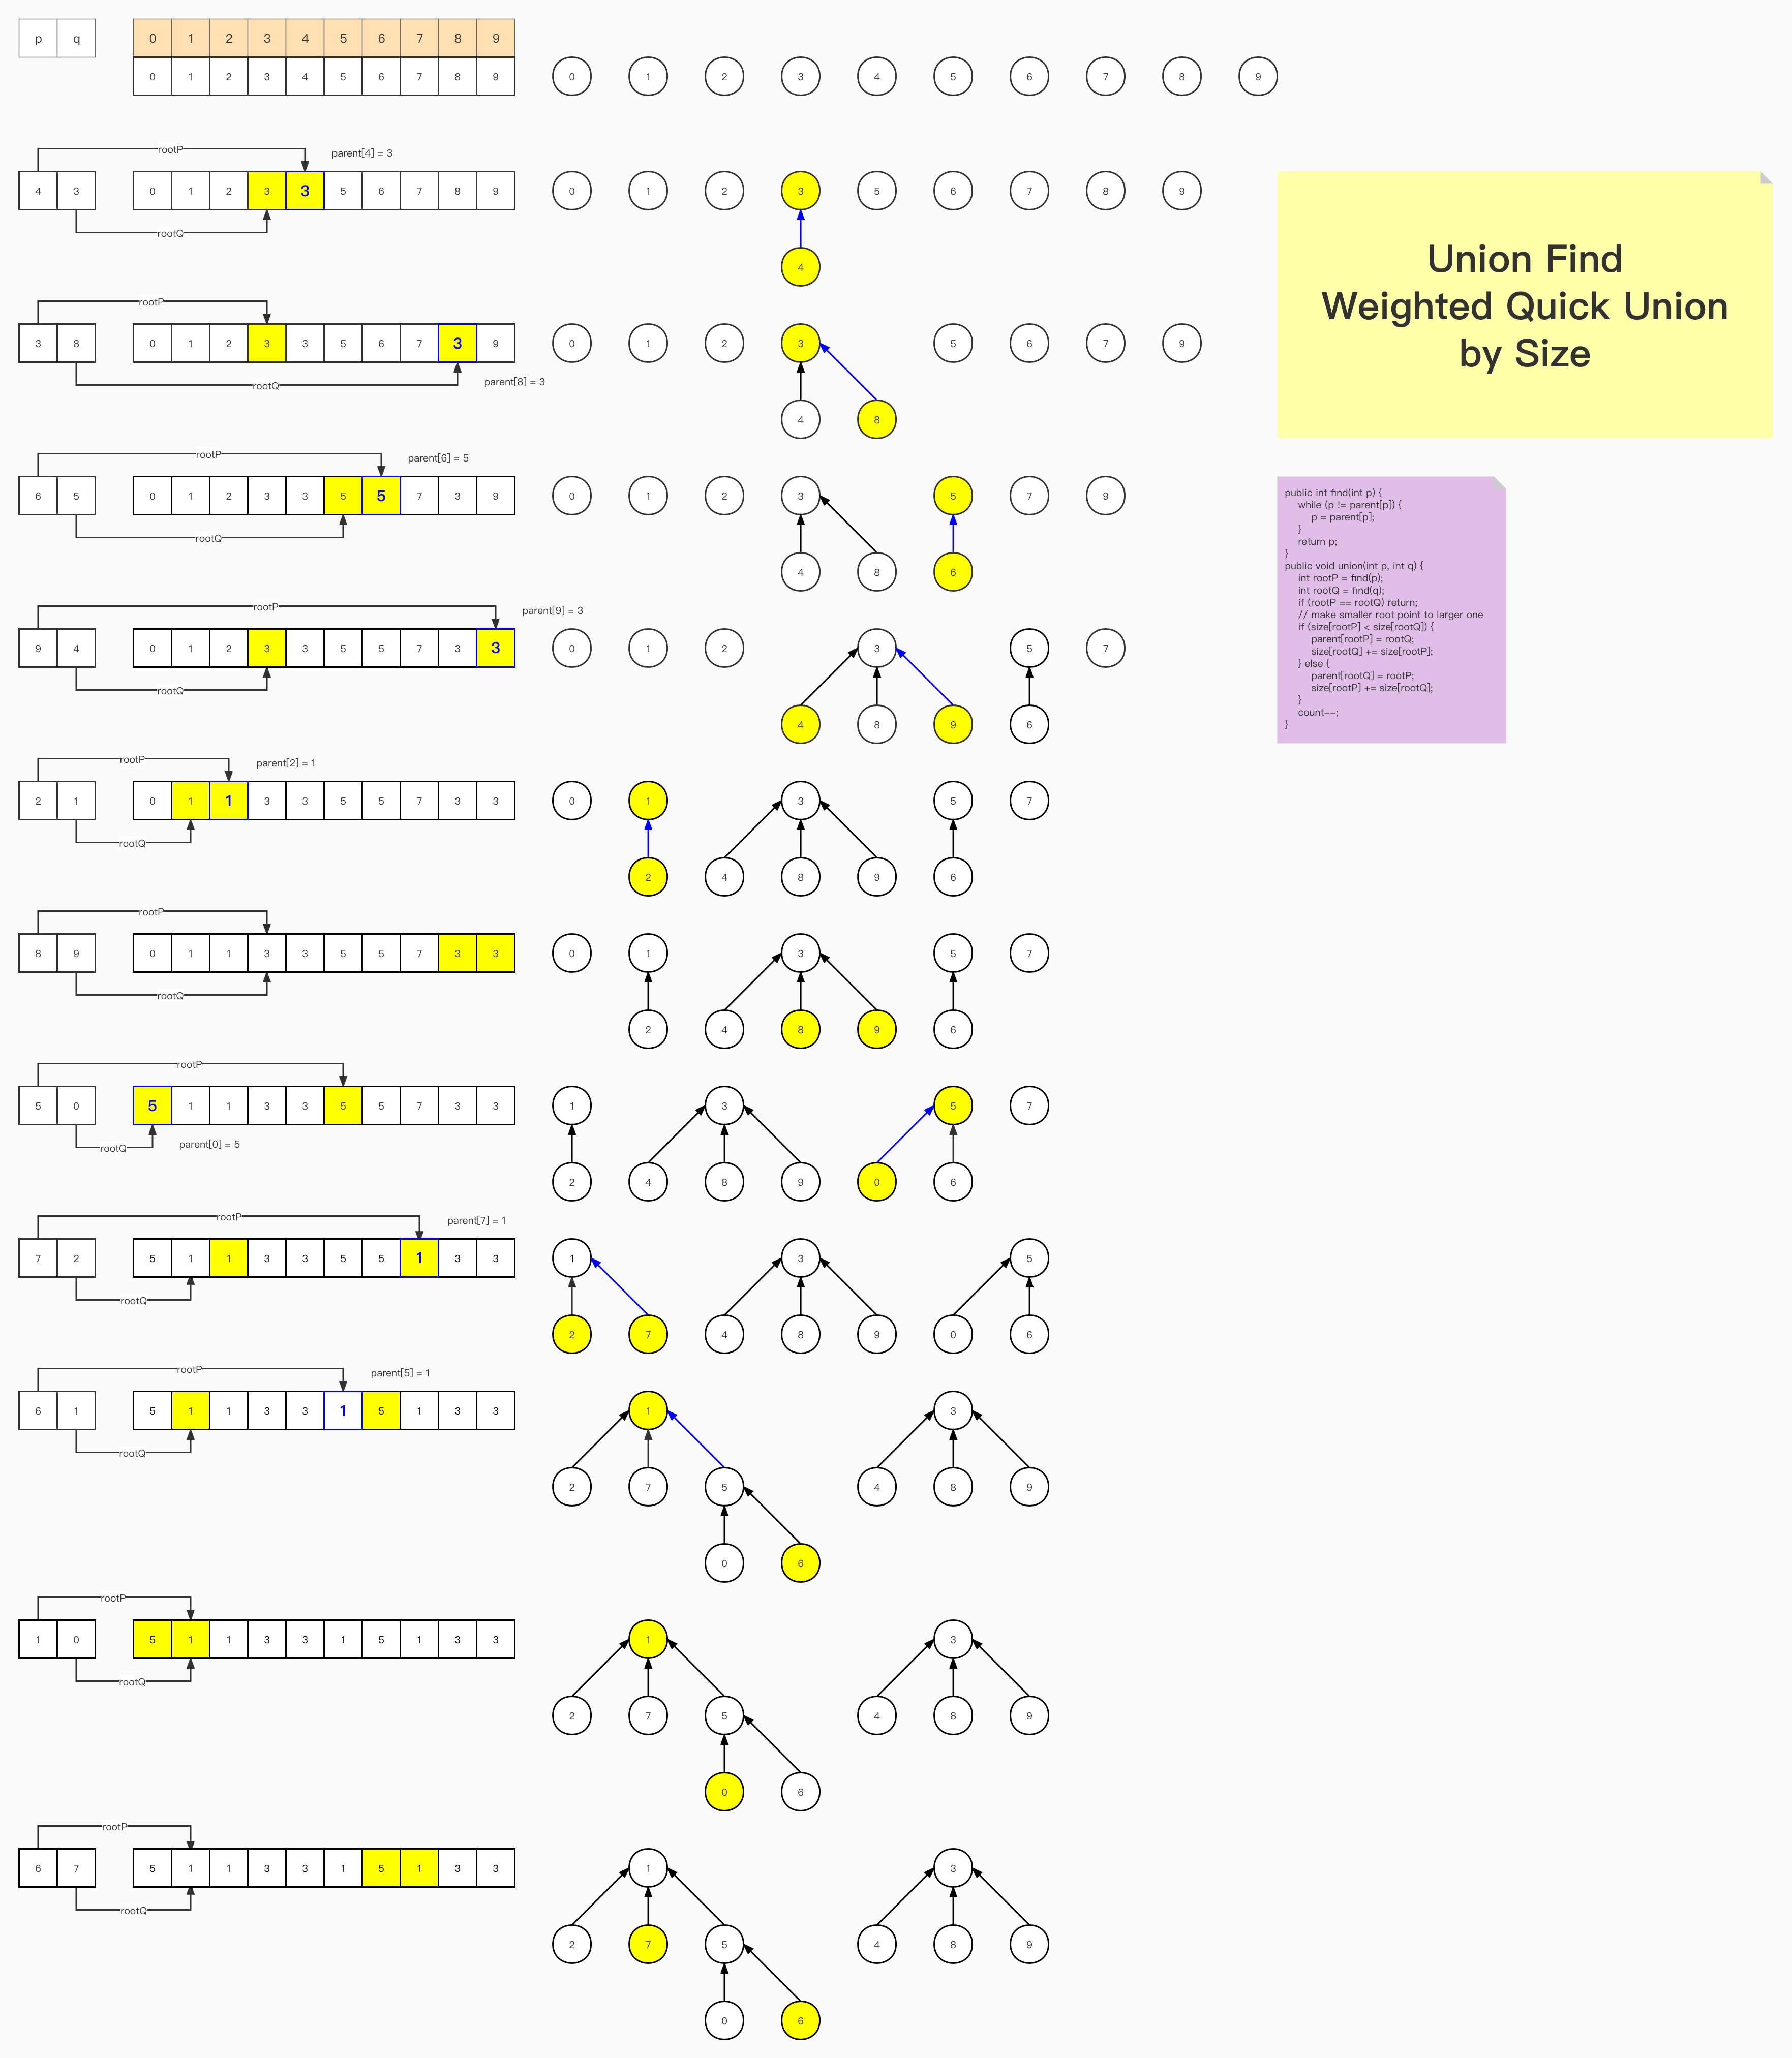 p q 0 1 2 3 4 5 6 7 8 9
0 1 2 3 4 5 6 7 8 9 0 1 2 3 4 5 6 7 8 9
rootP parent[4] = 3
4 3 0 1 2 3 3 5 6 7 8 9 0 1 2 3 5 6 7 8 9
rootQ
4
Union Find
Weighted Quick Union
by Size
rootP
3 8 0 1 2 3 3 5 6 7 3 9 0 1 2 3 5 6 7 9
rootQ parent[8] = 3
4 8
rootP parent[6] = 5
6 5 0 1 2 3 3 5 5 7 3 9 0 1 2 3 5 7 9
rootQ
4 8 6
public int find(int p) {
while (p != parent[p]) {
p = parent[p];
}
return p;
}
public void union(int p, int q) {
int rootP = find(p);
int rootQ = find(q);
if (rootP == rootQ) return;
// make smaller root point to larger one
if (size[rootP] < size[rootQ]) {
parent[rootP] = rootQ;
size[rootQ] += size[rootP];
} else {
parent[rootQ] = rootP;
size[rootP] += size[rootQ];
}
count--;
}
rootP parent[9] = 3
9 4 0 1 2 3 3 5 5 7 3 3 0 1 2 3 5 7
rootQ
4 8 9 6
rootP parent[2] = 1
2 1 0 1 1 3 3 5 5 7 3 3 0 1 3 5 7
rootQ
2 4 8 9 6
rootP
8 9 0 1 1 3 3 5 5 7 3 3 0 1 3 5 7
rootQ
2 4 8 9 6
rootP
5 0 5 1 1 3 3 5 5 7 3 3 1 3 5 7
rootQ parent[0] = 5
2 4 8 9 0 6
rootP parent[7] = 1
7 2 5 1 1 3 3 5 5 1 3 3 1 3 5
rootQ
2 7 4 8 9 0 6
rootP parent[5] = 1
6 1 5 1 1 3 3 1 5 1 3 3 1 3
rootQ
2 7 5 4 8 9
0 6
rootP
1 0 5 1 1 3 3 1 5 1 3 3 1 3
rootQ
2 7 5 4 8 9
0 6
rootP
6 7 5 1 1 3 3 1 5 1 3 3 1 3
rootQ
2 7 5 4 8 9
0 6